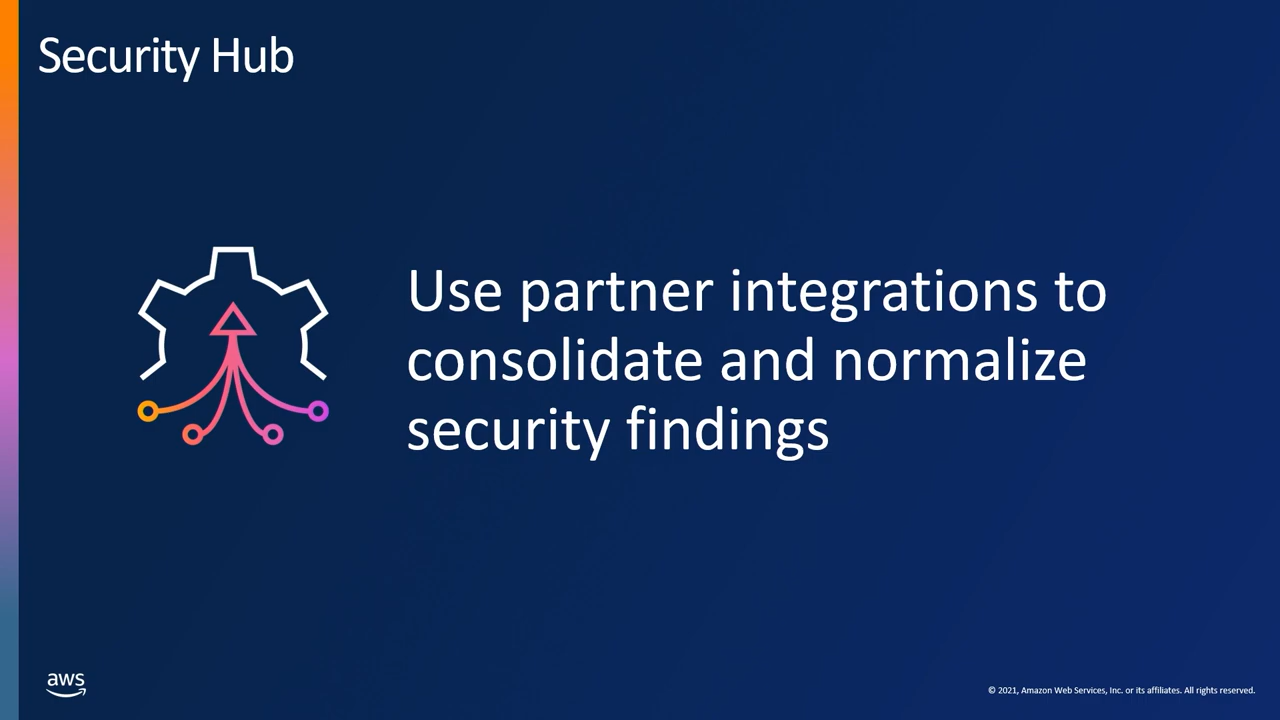 Security Hub
Use partner integrations to
consolidate and normalize
security findings
aws
© 2021, Amazon Web Services, Inc. or its affiliates. All rights reserved.